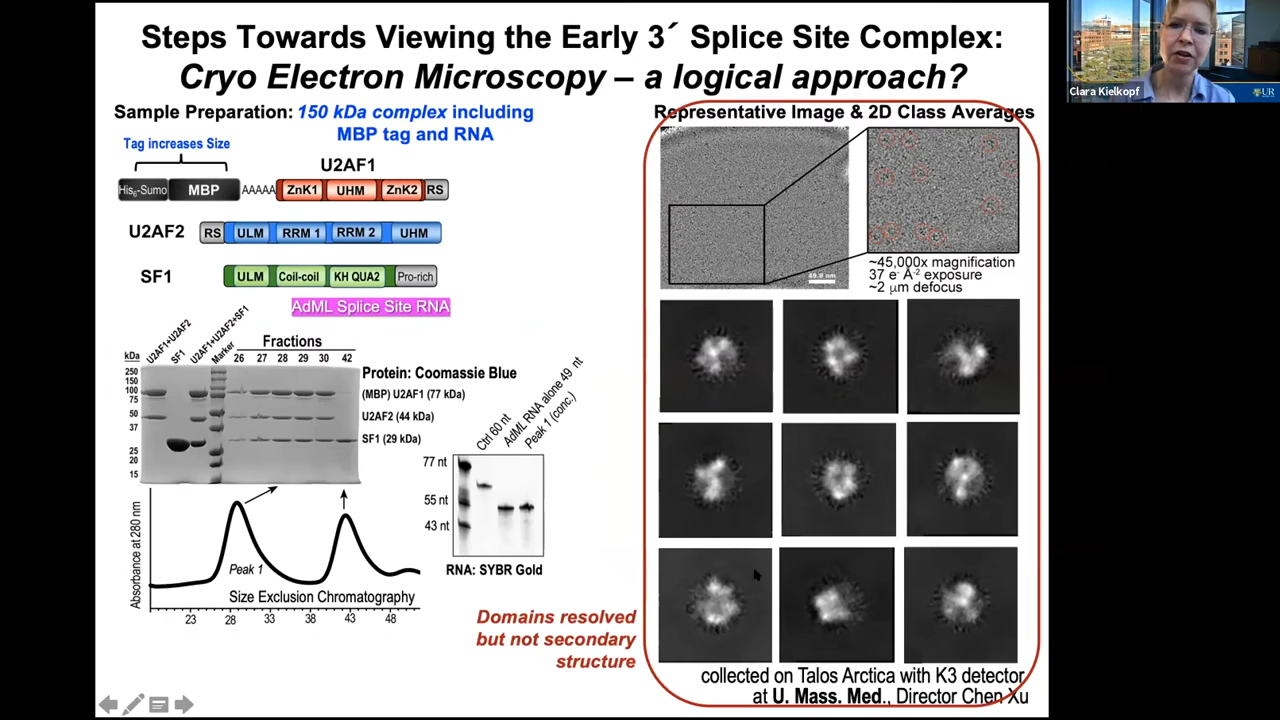 Steps Towards Viewing the Early 3´ Splice Site Complex:
Cryo Electron Microscopy – a logical approach?
Clara Kielkopf
UR
Sample Preparation: 150 kDa complex including
MBP tag and RNA
Tag increases Size
U2AF1
His6-Sumo MBP AAAAA ZnK1 UHM ZnK2 RS
U2AF2 RS ULM RRM 1 RRM 2 UHM
SF1 ULM Coil-coil KH QUA2 Pro-rich
AdML Splice Site RNA
kDa
U2AF1+U2AF2
SF1
U2AF1+U2AF2+SF1
Marker
Fractions
26 27 28 29 30 42
250
150
100
75
50
37
25
20
15
Protein: Coomassie Blue
(MBP) U2AF1 (77 kDa)
U2AF2 (44 kDa)
SF1 (29 kDa)
Absorbance at 280 nm
Peak 1
Size Exclusion Chromatography
23 28 33 38 43 48
Ctrl 60 nt
AdML RNA alone 49 nt
Peak 1 (conc.)
77 nt
55 nt
43 nt
RNA: SYBR Gold
Domains resolved
but not secondary
structure
Representative Image & 2D Class Averages
49.8 nm
~45,000x magnification
37 e- Å-2 exposure
~2 μm defocus
collected on Talos Arctica with K3 detector
at U. Mass. Med., Director Chen Xu